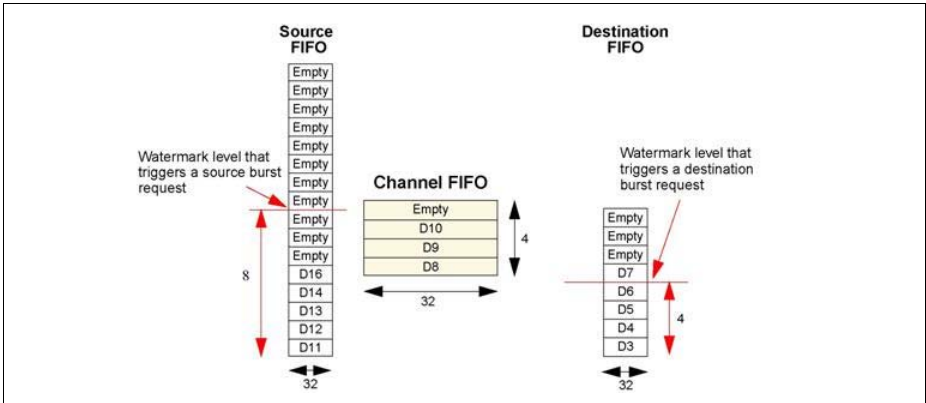 Source
FIFO
Empty
Empty
Empty
Empty
Empty
Empty
Empty
Empty
Empty
Empty
Empty
D16
D14
D13
D12
D11
32
Watermark level that
triggers a source burst
request
8
Channel FIFO
Empty
D10
D9
D8
4
32
Destination
FIFO
Watermark level that
triggers a destination
burst request
Empty
Empty
Empty
D7
D6
D5
D4
D3
4
32